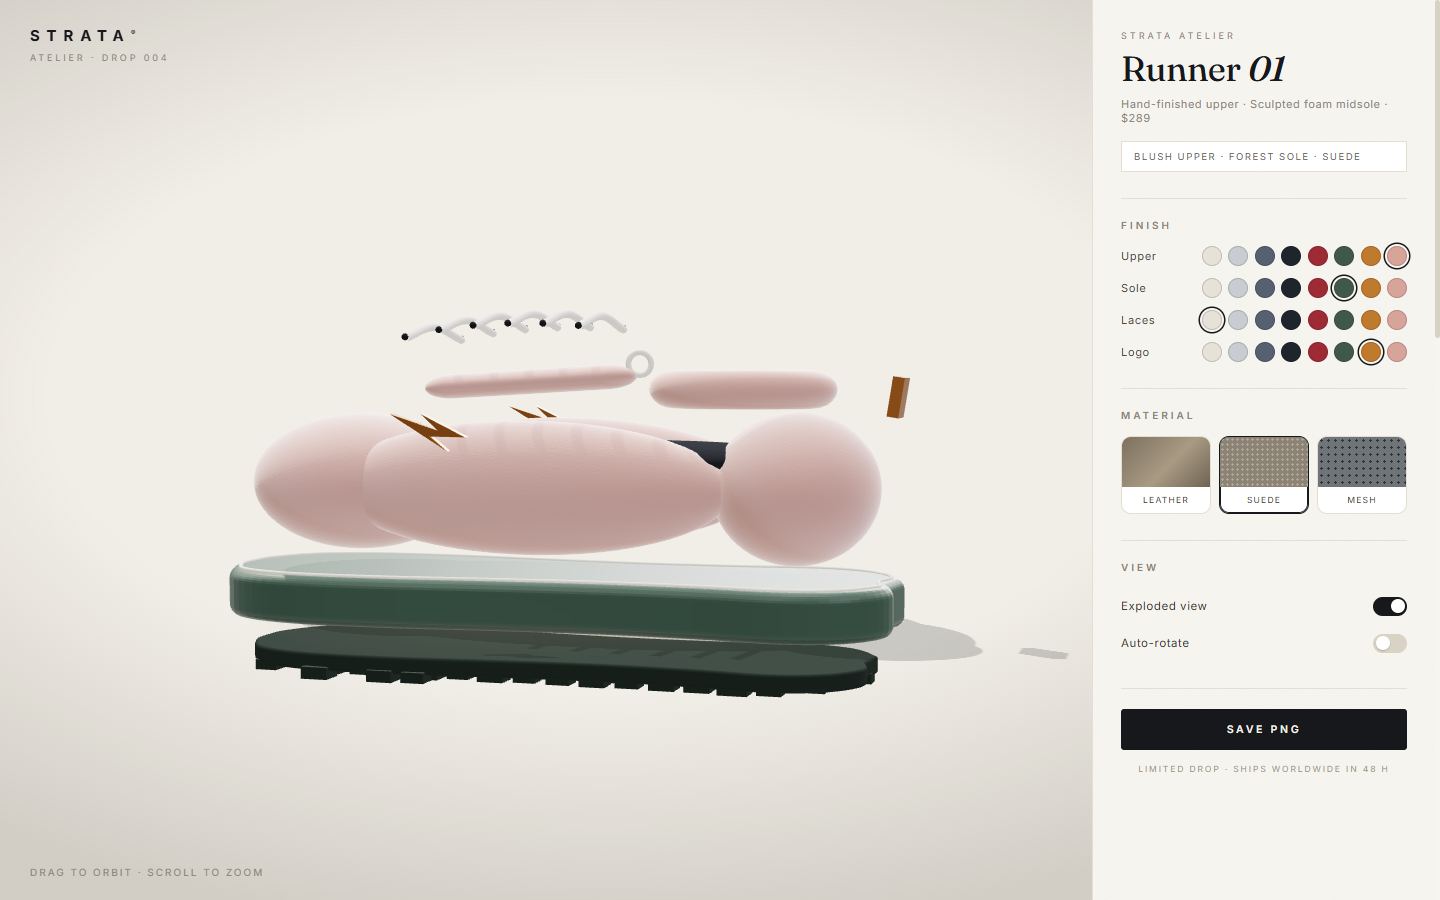 STRATA°
ATELIER · DROP 004
STRATA ATELIER
Runner 01
Hand-finished upper · Sculpted foam midsole ·
$289
BLUSH UPPER · FOREST SOLE · SUEDE
FINISH
Upper
Sole
Laces
Logo
MATERIAL
LEATHER
SUEDE
MESH
VIEW
Exploded view
Auto-rotate
SAVE PNG
LIMITED DROP · SHIPS WORLDWIDE IN 48 H
DRAG TO ORBIT · SCROLL TO ZOOM